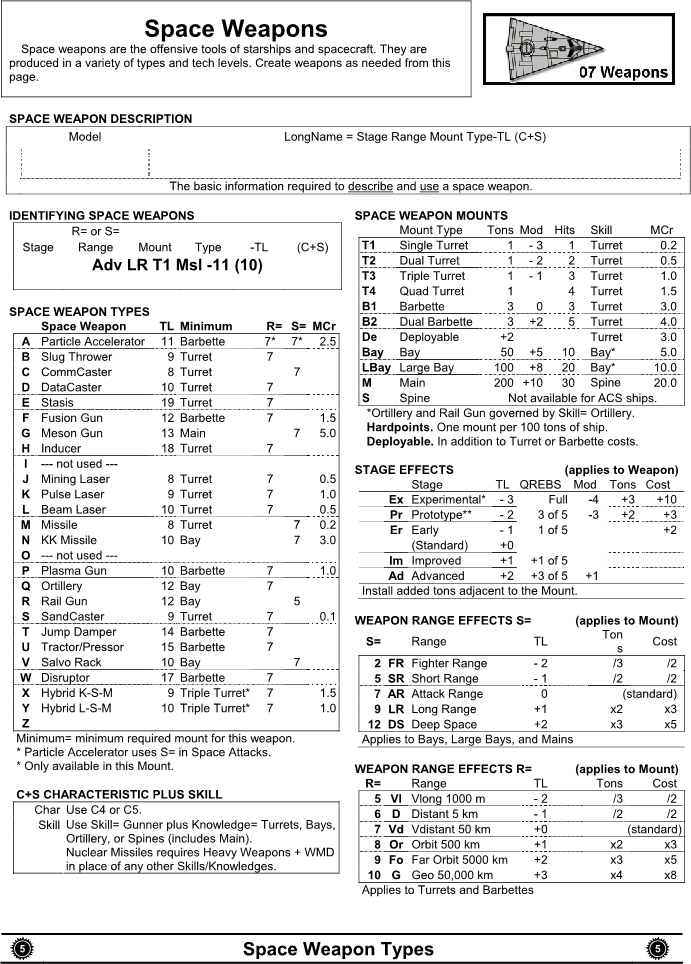 Space Weapons
Space weapons are the offensive tools of starships and spacecraft. They are
produced in a variety of types and tech levels. Create weapons as needed from this
page.
07 Weapons
SPACE WEAPON DESCRIPTION
Model LongName = Stage Range Mount Type-TL (C+S)
The basic information required to describe and use a space weapon.
IDENTIFYING SPACE WEAPONS
R= or S=
Stage Range Mount Type -TL (C+S)
Adv LR T1 Msl -11 (10)
SPACE WEAPON TYPES
Space Weapon TL Minimum R= S= MCr
A Particle Accelerator 11 Barbette 7* 7* 2.5
B Slug Thrower 9 Turret 7
C CommCaster 8 Turret 7
D DataCaster 10 Turret 7
E Stasis 19 Turret 7
F Fusion Gun 12 Barbette 7 1.5
G Meson Gun 13 Main 7 5.0
H Inducer 18 Turret 7
I --- not used ---
J Mining Laser 8 Turret 7 0.5
K Pulse Laser 9 Turret 7 1.0
L Beam Laser 10 Turret 7 0.5
M Missile 8 Turret 7 0.2
N KK Missile 10 Bay 7 3.0
O --- not used ---
P Plasma Gun 10 Barbette 7 1.0
Q Ortillery 12 Bay 7
R Rail Gun 12 Bay 5
S SandCaster 9 Turret 7 0.1
T Jump Damper 14 Barbette 7
U Tractor/Pressor 15 Barbette 7
V Salvo Rack 10 Bay 7
W Disruptor 17 Barbette 7
X Hybrid K-S-M 9 Triple Turret* 7 1.5
Y Hybrid L-S-M 10 Triple Turret* 7 1.0
Z
Minimum= minimum required mount for this weapon.
* Particle Accelerator uses S= in Space Attacks.
* Only available in this Mount.
C+S CHARACTERISTIC PLUS SKILL
Char Use C4 or C5.
Skill Use Skill= Gunner plus Knowledge= Turrets, Bays,
Ortillery, or Spines (includes Main).
Nuclear Missiles requires Heavy Weapons + WMD
in place of any other Skills/Knowledges.
SPACE WEAPON MOUNTS
Mount Type Tons Mod Hits Skill MCr
T1 Single Turret 1 - 3 1 Turret 0.2
T2 Dual Turret 1 - 2 2 Turret 0.5
T3 Triple Turret 1 - 1 3 Turret 1.0
T4 Quad Turret 1 4 Turret 1.5
B1 Barbette 3 0 3 Turret 3.0
B2 Dual Barbette 3 +2 5 Turret 4.0
De Deployable +2 Turret 3.0
Bay Bay 50 +5 10 Bay* 5.0
LBay Large Bay 100 +8 20 Bay* 10.0
M Main 200 +10 30 Spine 20.0
S Spine Not available for ACS ships.
*Ortillery and Rail Gun governed by Skill= Ortillery.
Hardpoints. One mount per 100 tons of ship.
Deployable. In addition to Turret or Barbette costs.
STAGE EFFECTS (applies to Weapon)
Stage TL QREBS Mod Tons Cost
Ex Experimental* - 3 Full -4 +3 +10
Pr Prototype** - 2 3 of 5 -3 +2 +3
Er Early - 1 1 of 5 +2
(Standard) +0
Im Improved +1 +1 of 5
Ad Advanced +2 +3 of 5 +1
Install added tons adjacent to the Mount.
WEAPON RANGE EFFECTS S= (applies to Mount)
S= Range TL Ton
s Cost
2 FR Fighter Range - 2 /3 /2
5 SR Short Range - 1 /2 /2
7 AR Attack Range 0 (standard)
9 LR Long Range +1 x2 x3
12 DS Deep Space +2 x3 x5
Applies to Bays, Large Bays, and Mains
WEAPON RANGE EFFECTS R= (applies to Mount)
R= Range TL Tons Cost
5 Vl Vlong 1000 m - 2 /3 /2
6 D Distant 5 km - 1 /2 /2
7 Vd Vdistant 50 km +0 (standard)
8 Or Orbit 500 km +1 x2 x3
9 Fo Far Orbit 5000 km +2 x3 x5
10 G Geo 50,000 km +3 x4 x8
Applies to Turrets and Barbettes
5 Space Weapon Types 5